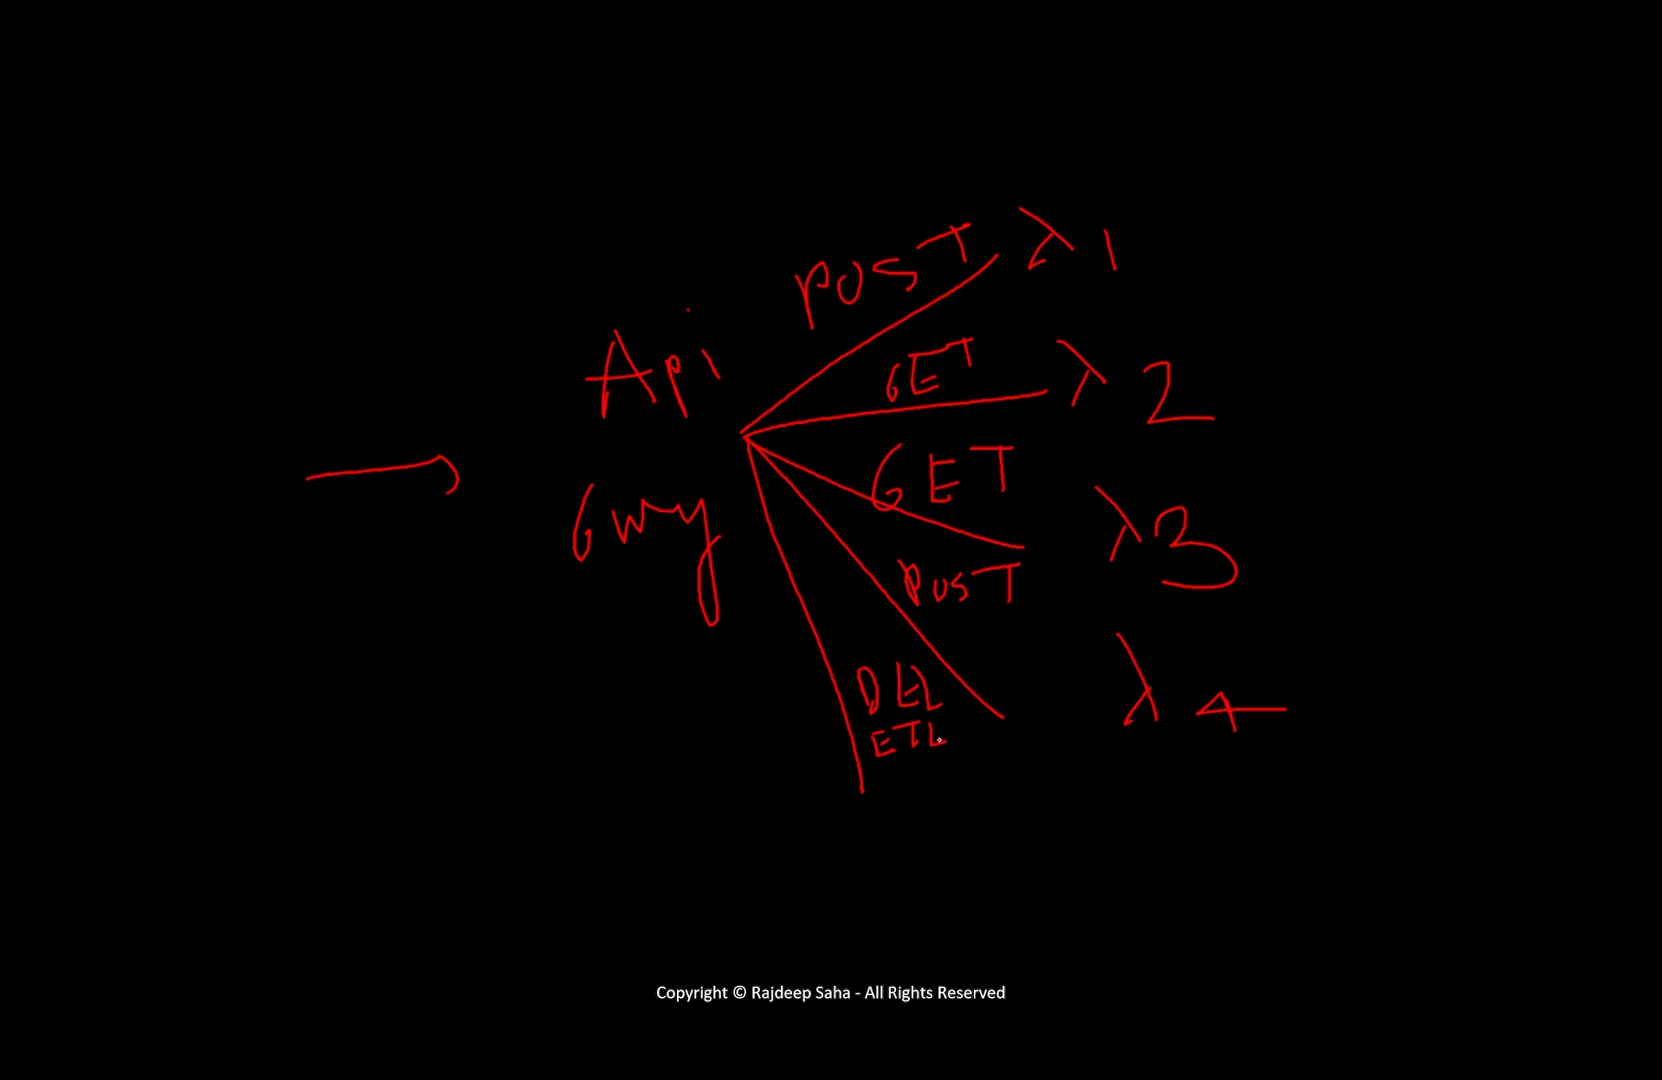 POST λ1
Api
GET λ2
GET λ3
Gwy
POST λ4
DEL
ETE
Copyright © Rajdeep Saha - All Rights Reserved